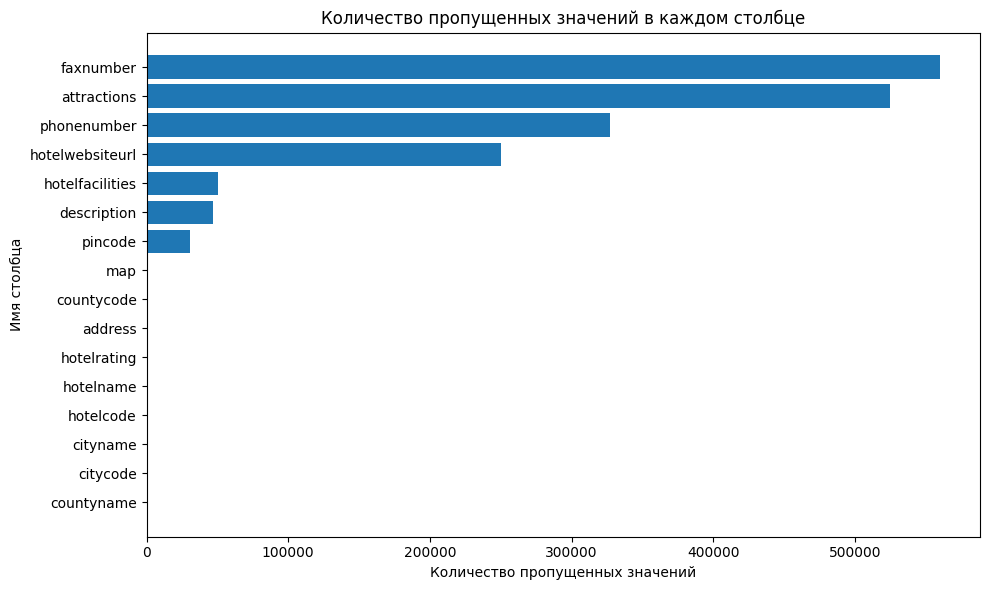 Количество пропущенных значений в каждом столбце
Имя столбца
faxnumber
attractions
phonenumber
hotelwebsiteurl
hotelfacilities
description
pincode
map
countycode
address
hotelrating
hotelname
hotelcode
cityname
citycode
countyname
0 100000 200000 300000 400000 500000
Количество пропущенных значений